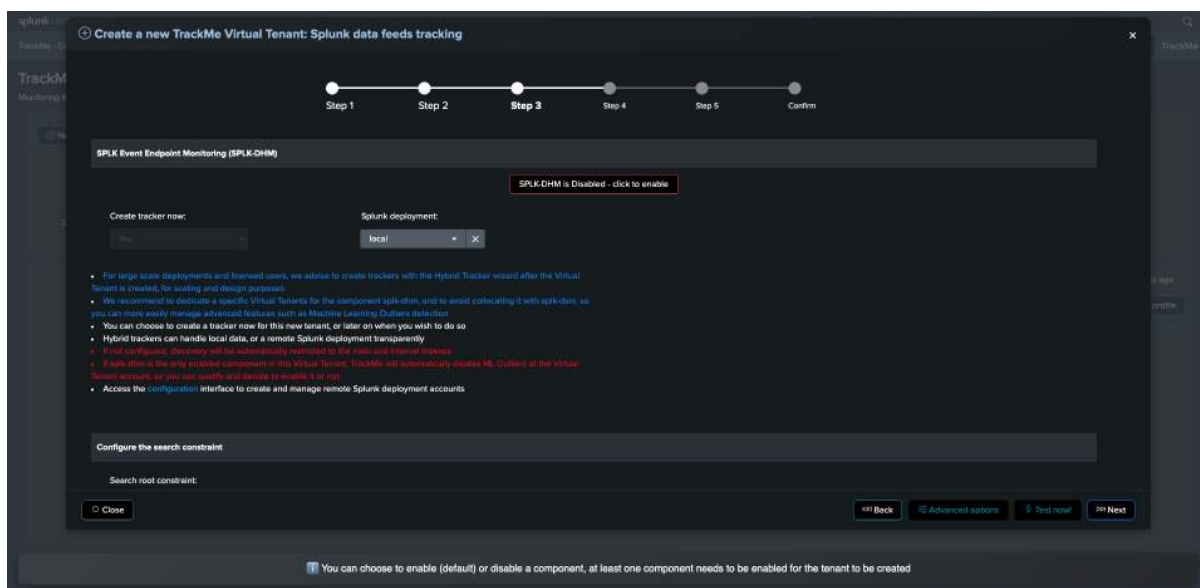 splunk
Create a new TrackMe Virtual Tenant: Splunk data feeds tracking
×
TrackMe
TrackM
Step 1
Step 2
Step 3
Step 4
Step 5
Confirm
SPLK Event Endpoint Monitoring (SPLK-DHM)
SPLK-DHM is Disabled - click to enable
Create tracker now:
Splunk deployment:
Yes
local
profile
• For large scale deployments and licensed users, we advise to create trackers with the Hybrid Tracker wizard after the Virtual
Tenant is created, for scaling and design purposes
• We recommend to dedicate a specific Virtual Tenants for the component splk-dhm, and to avoid collocating it with splk-dsm, so
you can more easily manage advanced features such as Machine Learning Outliers detection
• You can choose to create a tracker now for this new tenant, or later on when you wish to do so
• Hybrid trackers can handle local data, or a remote Splunk deployment transparently
• If not configured, discovery will be automatically restricted to the main and internal indexes
• If splk-dhm is the only enabled component in this Virtual Tenant, TrackMe will automatically disable ML Outliers at the Virtual
Tenant account, so you can qualify and decide to enable it or not
• Access the configuration interface to create and manage remote Splunk deployment accounts
Configure the search constraint
Search root constraint:
Close
Back
Advanced options
Test now!
Next
You can choose to enable (default) or disable a component, at least one component needs to be enabled for the tenant to be created